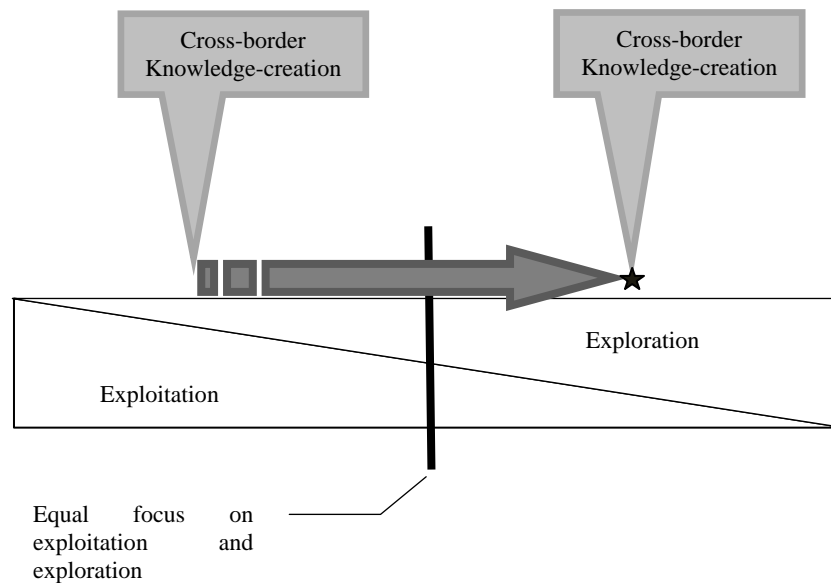 Cross-border
Knowledge-creation
Cross-border
Knowledge-creation
Exploration
Exploitation
Equal focus on
exploitation and
exploration